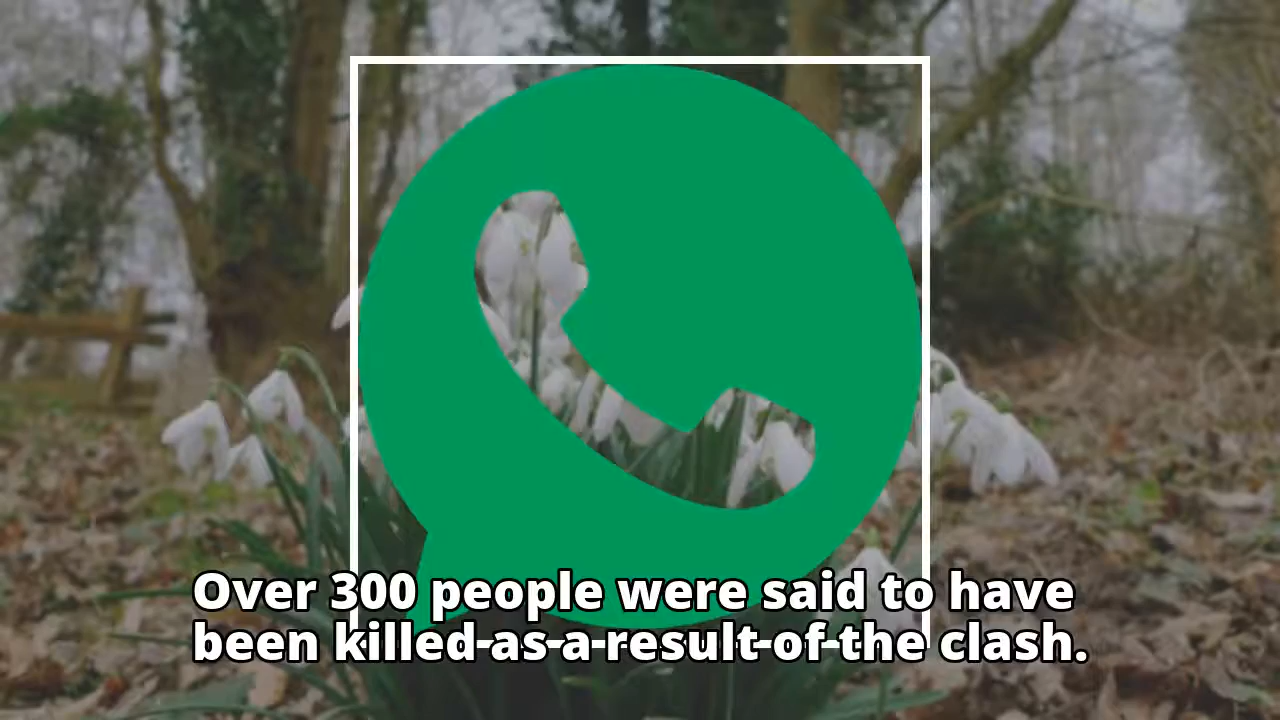 Over 300 people were said to have
been killed as a result of the clash.